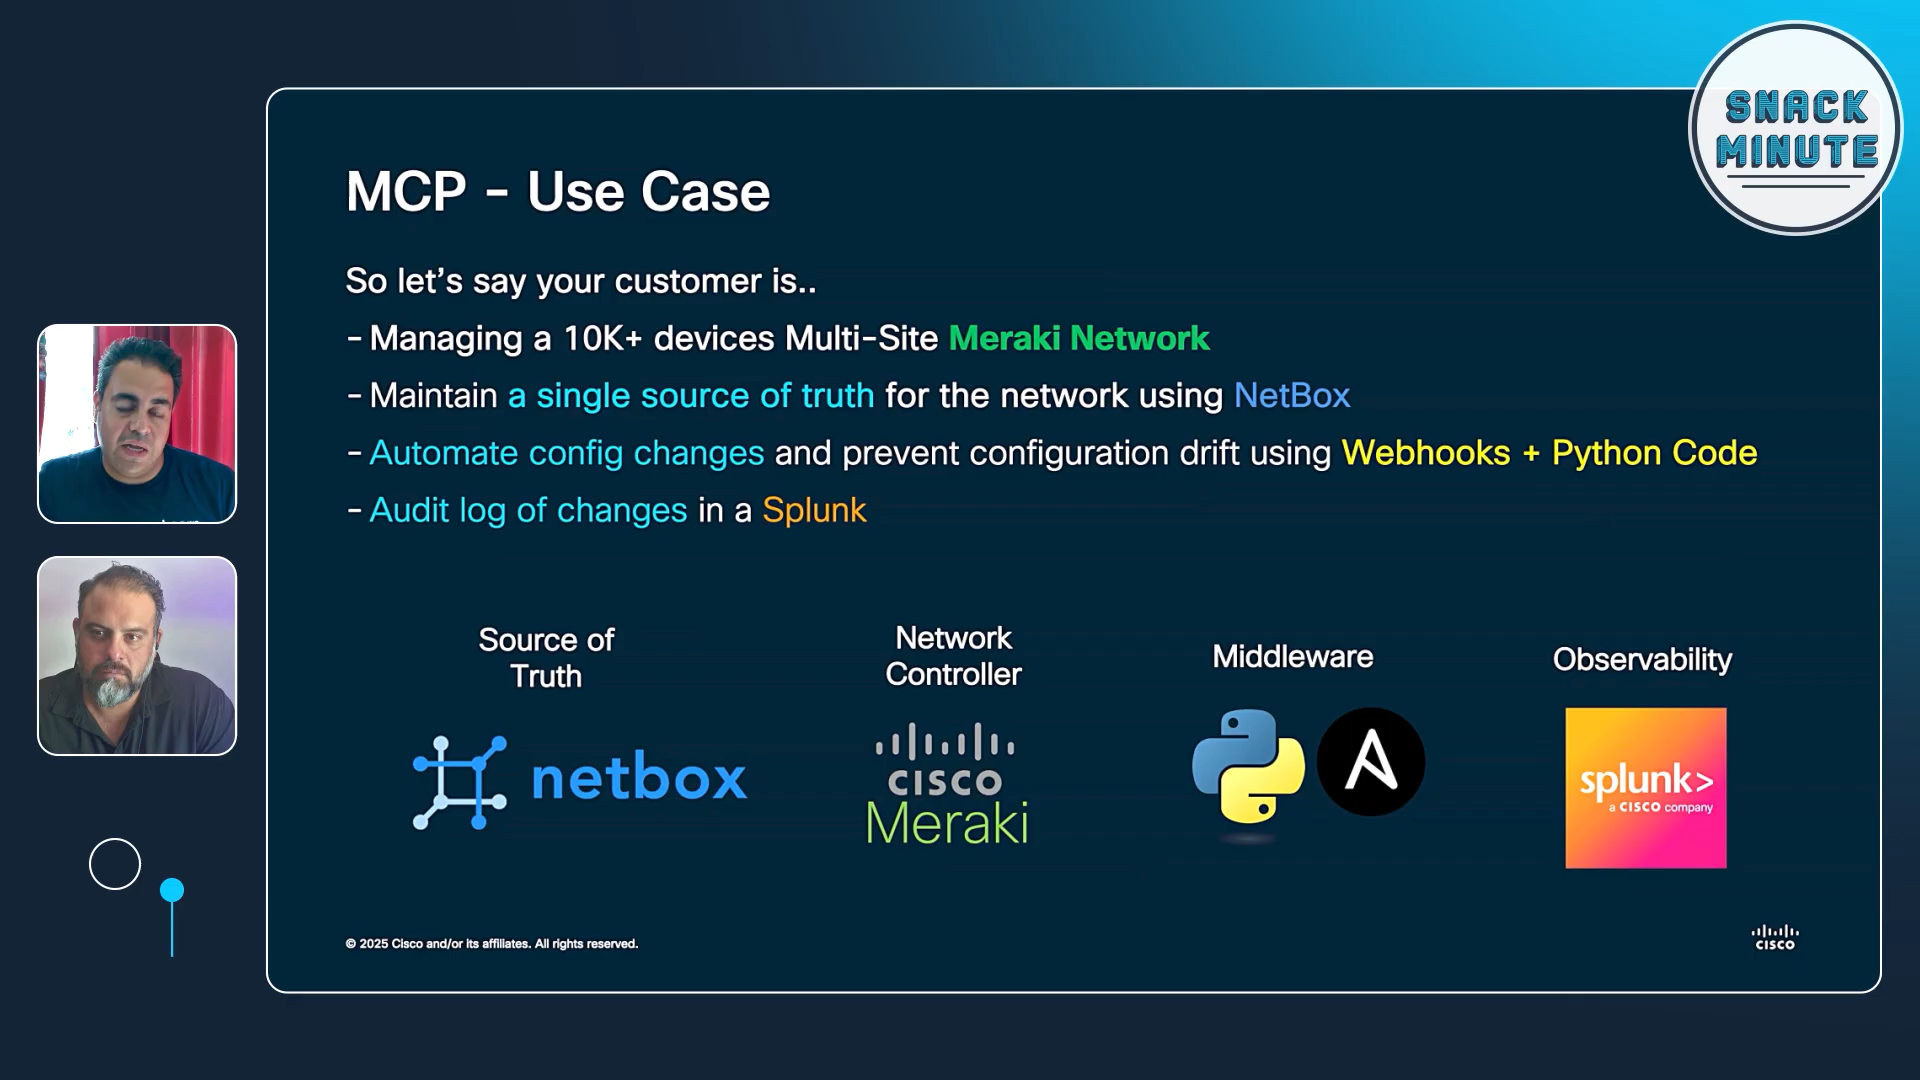 SNACK
MINUTE
MCP - Use Case
So let's say your customer is..
- Managing a 10K+ devices Multi-Site Meraki Network
- Maintain a single source of truth for the network using NetBox
- Automate config changes and prevent configuration drift using Webhooks + Python Code
- Audit log of changes in a Splunk
Source of
Truth
Network
Controller
Middleware
Observability
netbox
CISCO
Meraki
splunk>
a CISCO company
© 2025 Cisco and/or its affiliates. All rights reserved.
CISCO